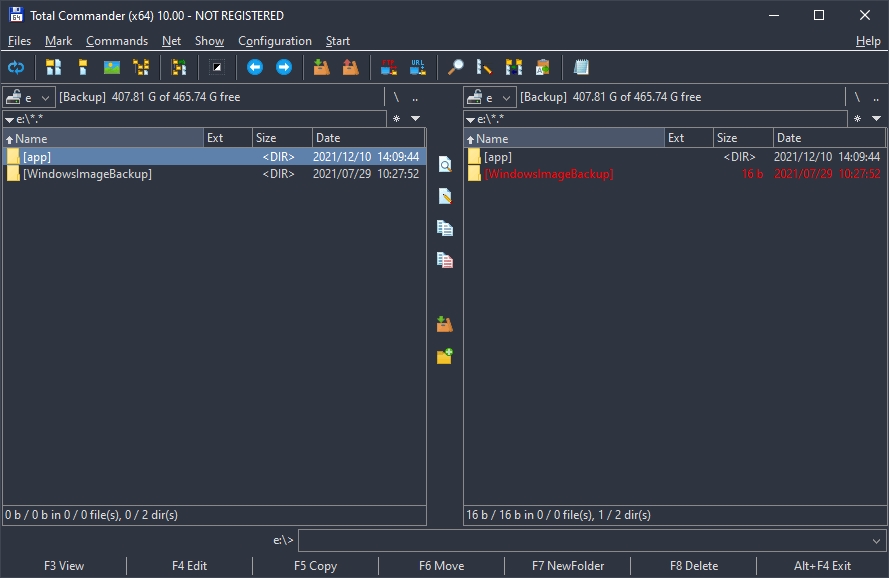 Total Commander (x64) 10.00 - NOT REGISTERED
Files Mark Commands Net Show Configuration Start Help
FTP URL
e [Backup] 407.81 G of 465.74 G free \ .. e [Backup] 407.81 G of 465.74 G free \ ..
e:\*.* * e:\*.* *
Name Ext Size Date Name Ext Size Date
[app] <DIR> 2021/12/10 14:09:44 [app] <DIR> 2021/12/10 14:09:44
[WindowsImageBackup] <DIR> 2021/07/29 10:27:52 [WindowsImageBackup] 16 b 2021/07/29 10:27:52
0 b / 0 b in 0 / 0 file(s), 0 / 2 dir(s) 16 b / 16 b in 0 / 0 file(s), 1 / 2 dir(s)
e:\>
F3 View F4 Edit F5 Copy F6 Move F7 NewFolder F8 Delete Alt+F4 Exit